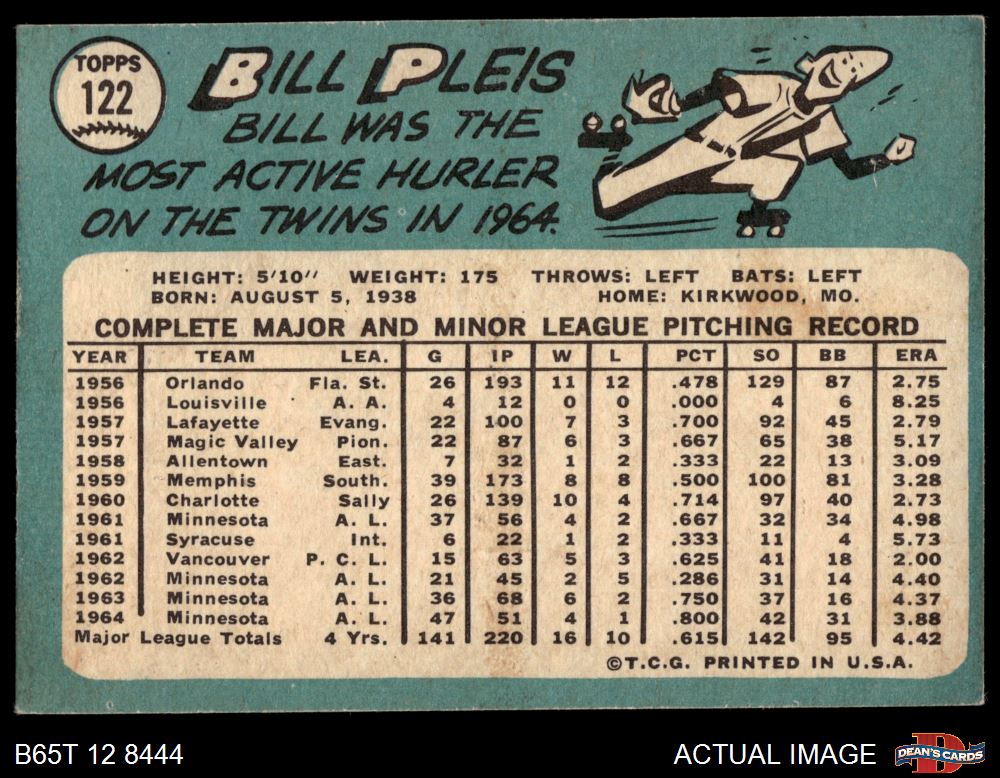 TOPPS
122
BILL PLEIS
BILL WAS THE
MOST ACTIVE HURLER
ON THE TWINS IN 1964.
HEIGHT: 5'10" WEIGHT: 175 THROWS: LEFT BATS: LEFT
BORN: AUGUST 5, 1938 HOME: KIRKWOOD, MO.
COMPLETE MAJOR AND MINOR LEAGUE PITCHING RECORD
YEAR TEAM LEA. G IP W L PCT SO BB ERA
1956 Orlando Fla. St. 26 193 11 12 .478 129 87 2.75
1956 Louisville A. A. 4 12 0 0 .000 4 6 8.25
1957 Lafayette Evang. 22 100 7 3 .700 92 45 2.79
1957 Magic Valley Pion. 22 87 6 3 .667 65 38 5.17
1958 Allentown East. 7 32 1 2 .333 22 13 3.09
1959 Memphis South. 39 173 8 8 .500 100 81 3.28
1960 Charlotte Sally 26 139 10 4 .714 97 40 2.73
1961 Minnesota A. L. 37 56 4 2 .667 32 34 4.98
1961 Syracuse Int. 6 22 1 2 .333 11 4 5.73
1962 Vancouver P. C. L. 15 63 5 3 .625 41 18 2.00
1962 Minnesota A. L. 21 45 2 5 .286 31 14 4.40
1963 Minnesota A. L. 36 68 6 2 .750 37 16 4.37
1964 Minnesota A. L. 47 51 4 1 .800 42 31 3.88
Major League Totals 4 Yrs. 141 220 16 10 .615 142 95 4.42
©T.C.G. PRINTED IN U.S.A.
B65T 12 8444
ACTUAL IMAGE
DEAN'S CARDS